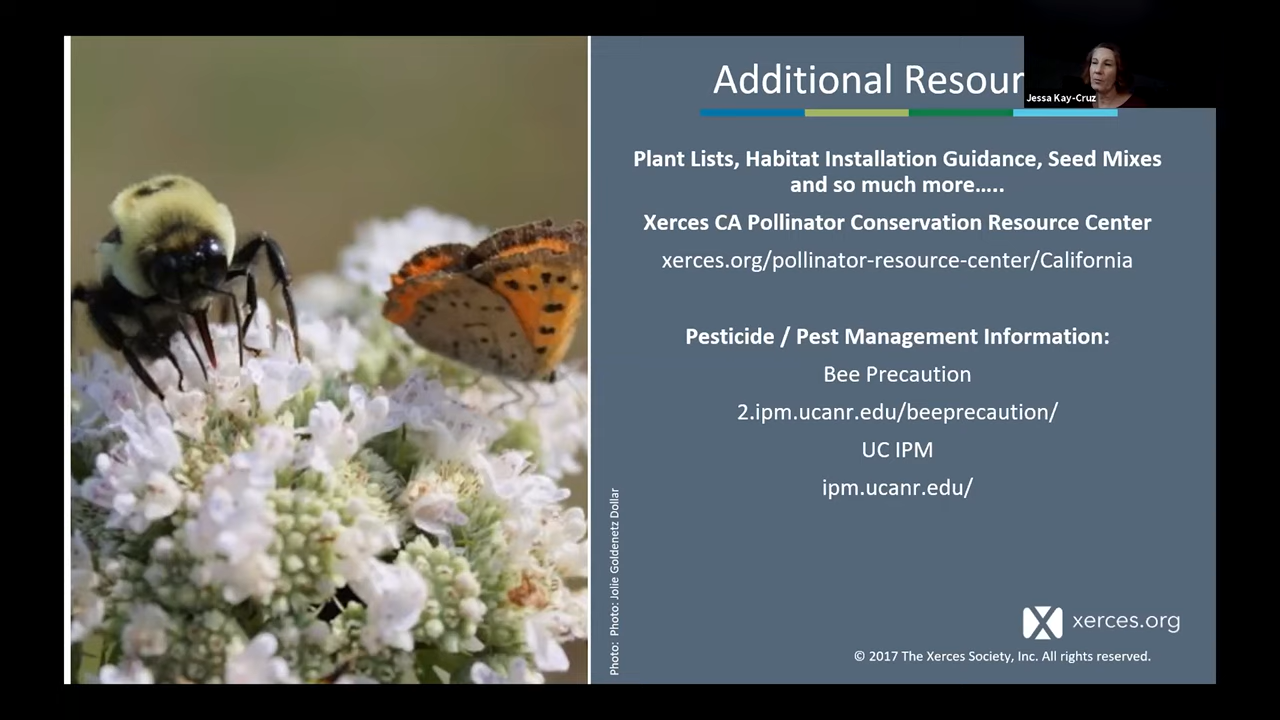 Additional Resour
Jessa Kay-Cruz
Plant Lists, Habitat Installation Guidance, Seed Mixes
and so much more…..
Xerces CA Pollinator Conservation Resource Center
xerces.org/pollinator-resource-center/California
Pesticide / Pest Management Information:
Bee Precaution
2.ipm.ucanr.edu/beeprecaution/
UC IPM
ipm.ucanr.edu/
Photo:  Photo: Jolie Goldenetz Dollar
xerces.org
© 2017 The Xerces Society, Inc. All rights reserved.